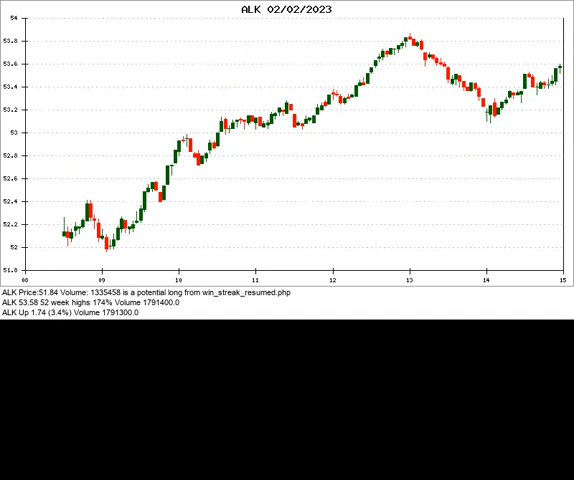 ALK 02/02/2023
54
53.8
53.6
53.4
53.2
53
52.8
52.6
52.4
52.2
52
51.8
08 09 10 11 12 13 14 15
ALK Price:51.84 Volume: 1335458 is a potential long from win_streak_resumed.php
ALK 53.58 52 week highs 174% Volume 1791400.0
ALK Up 1.74 (3.4%) Volume 1791300.0